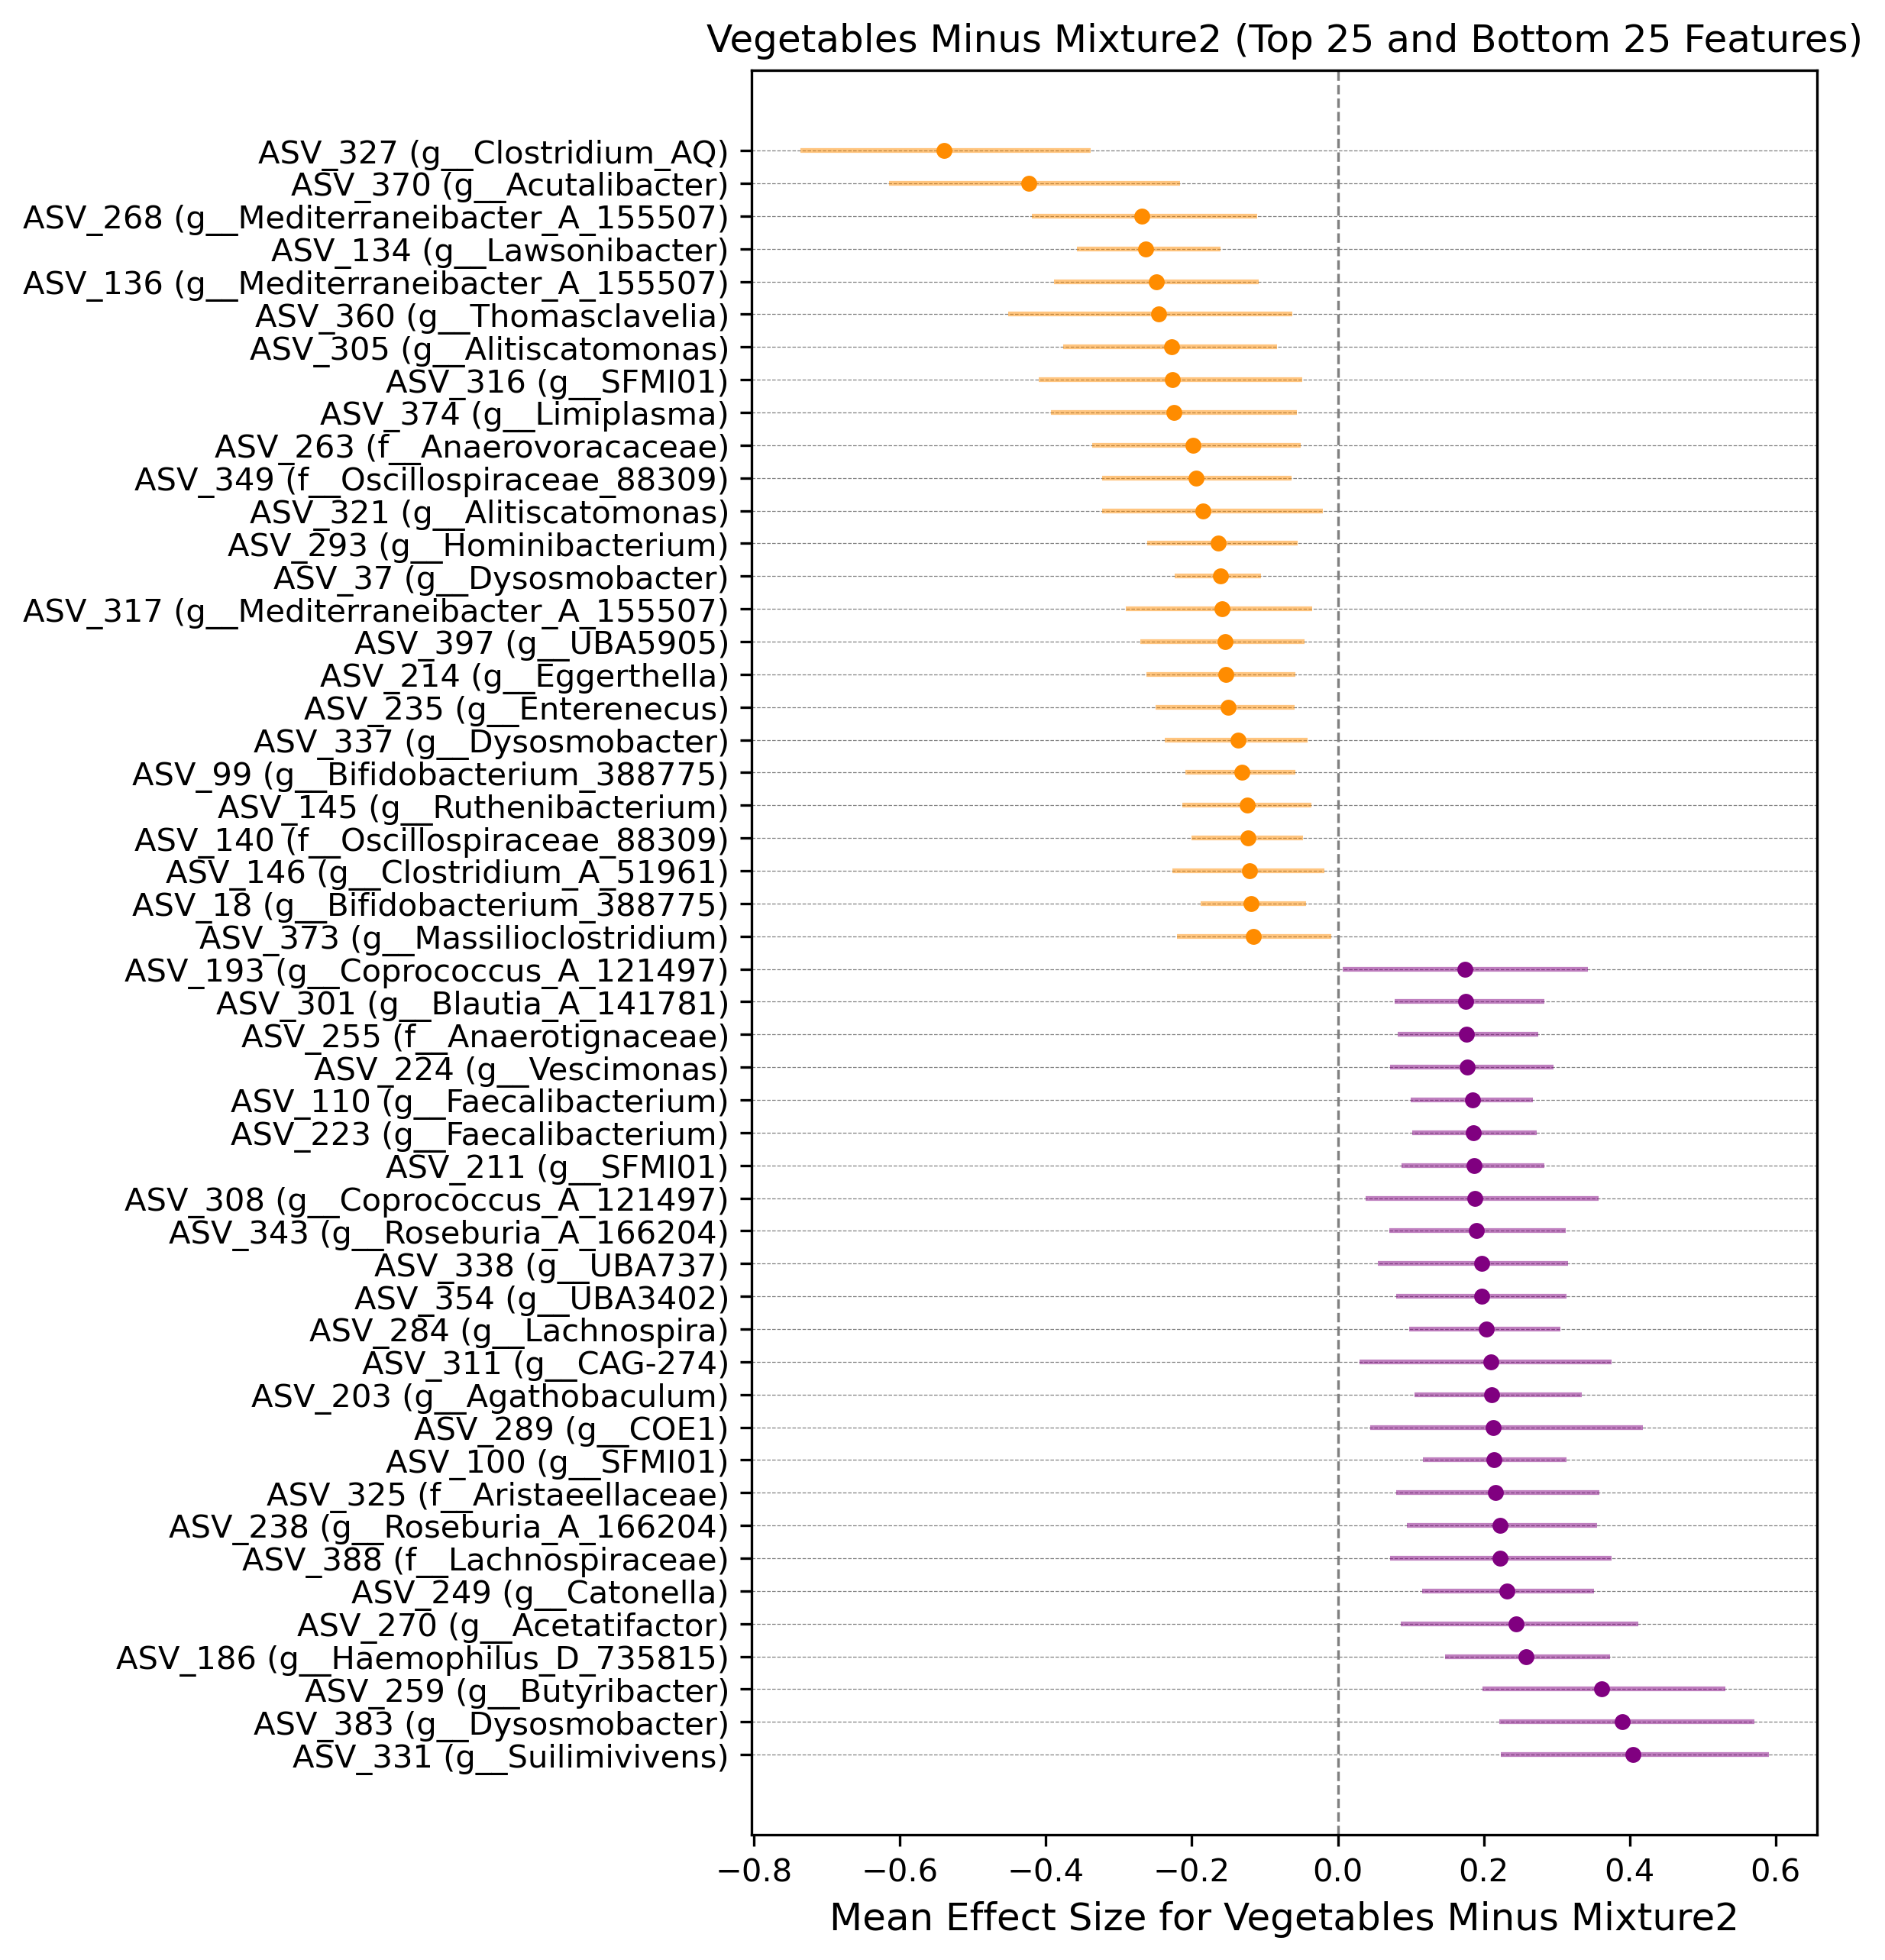 Vegetables Minus Mixture2 (Top 25 and Bottom 25 Features)
ASV_327 (g__Clostridium_AQ)
ASV_370 (g__Acutalibacter)
ASV_268 (g__Mediterraneibacter_A_155507)
ASV_134 (g__Lawsonibacter)
ASV_136 (g__Mediterraneibacter_A_155507)
ASV_360 (g__Thomasclavelia)
ASV_305 (g__Alitiscatomonas)
ASV_316 (g__SFMI01)
ASV_374 (g__Limiplasma)
ASV_263 (f__Anaerovoracaceae)
ASV_349 (f__Oscillospiraceae_88309)
ASV_321 (g__Alitiscatomonas)
ASV_293 (g__Hominibacterium)
ASV_37 (g__Dysosmobacter)
ASV_317 (g__Mediterraneibacter_A_155507)
ASV_397 (g__UBA5905)
ASV_214 (g__Eggerthella)
ASV_235 (g__Enterenecus)
ASV_337 (g__Dysosmobacter)
ASV_99 (g__Bifidobacterium_388775)
ASV_145 (g__Ruthenibacterium)
ASV_140 (f__Oscillospiraceae_88309)
ASV_146 (g__Clostridium_A_51961)
ASV_18 (g__Bifidobacterium_388775)
ASV_373 (g__Massilioclostridium)
ASV_193 (g__Coprococcus_A_121497)
ASV_301 (g__Blautia_A_141781)
ASV_255 (f__Anaerotignaceae)
ASV_224 (g__Vescimonas)
ASV_110 (g__Faecalibacterium)
ASV_223 (g__Faecalibacterium)
ASV_211 (g__SFMI01)
ASV_308 (g__Coprococcus_A_121497)
ASV_343 (g__Roseburia_A_166204)
ASV_338 (g__UBA737)
ASV_354 (g__UBA3402)
ASV_284 (g__Lachnospira)
ASV_311 (g__CAG-274)
ASV_203 (g__Agathobaculum)
ASV_289 (g__COE1)
ASV_100 (g__SFMI01)
ASV_325 (f__Aristaeellaceae)
ASV_238 (g__Roseburia_A_166204)
ASV_388 (f__Lachnospiraceae)
ASV_249 (g__Catonella)
ASV_270 (g__Acetatifactor)
ASV_186 (g__Haemophilus_D_735815)
ASV_259 (g__Butyribacter)
ASV_383 (g__Dysosmobacter)
ASV_331 (g__Suilimivivens)
−0.8 −0.6 −0.4 −0.2 0.0 0.2 0.4 0.6
Mean Effect Size for Vegetables Minus Mixture2